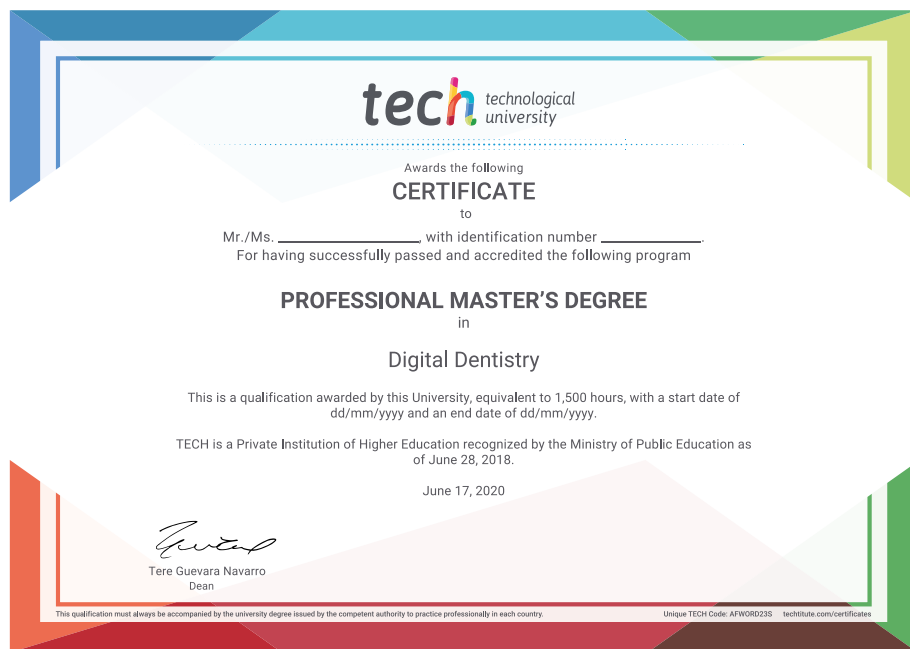 tech technological
university
Awards the following
CERTIFICATE
to
Mr./Ms. ____________________, with identification number ______________.
For having successfully passed and accredited the following program
PROFESSIONAL MASTER'S DEGREE
in
Digital Dentistry
This is a qualification awarded by this University, equivalent to 1,500 hours, with a start date of
dd/mm/yyyy and an end date of dd/mm/yyyy.
TECH is a Private Institution of Higher Education recognized by the Ministry of Public Education as
of June 28, 2018.
June 17, 2020
Tere Guevara Navarro
Dean
This qualification must always be accompanied by the university degree issued by the competent authority to practice professionally in each country. Unique TECH Code: AFWORD23S techtitute.com/certificates